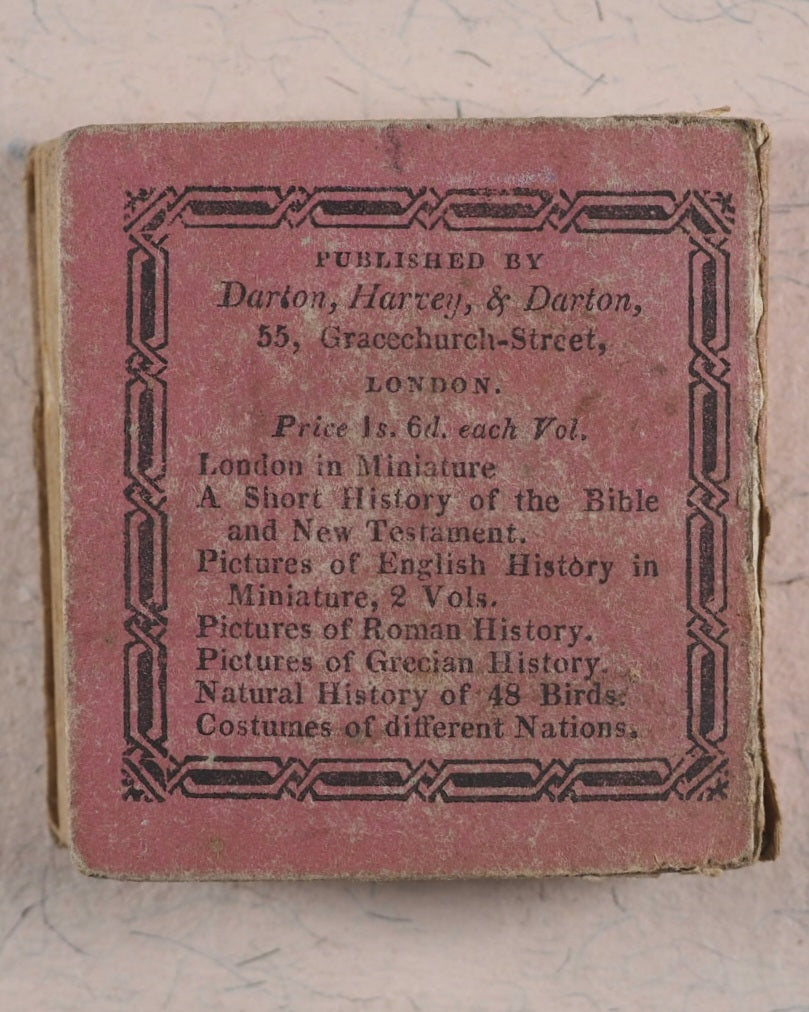 PUBLISHED BY
Darton, Harvey, & Darton,
55, Gracechurch-Street,
LONDON.
Price 1s. 6d. each Vol.
London in Miniature
A Short History of the Bible
and New Testament.
Pictures of English History in
Miniature, 2 Vols.
Pictures of Roman History.
Pictures of Grecian History.
Natural History of 48 Birds.
Costumes of different Nations.